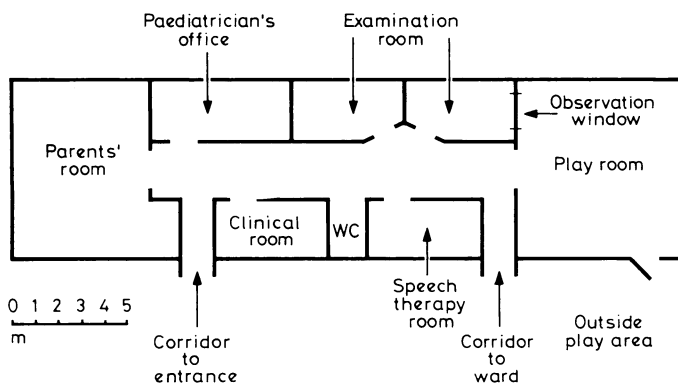 Paediatrician's
office
Examination
room
Observation
window
Parents'
room
Play room
Clinical
room
WC
Speech
therapy
room
0 1 2 3 4 5
m
Corridor
to
entrance
Corridor
to
ward
Outside
play area